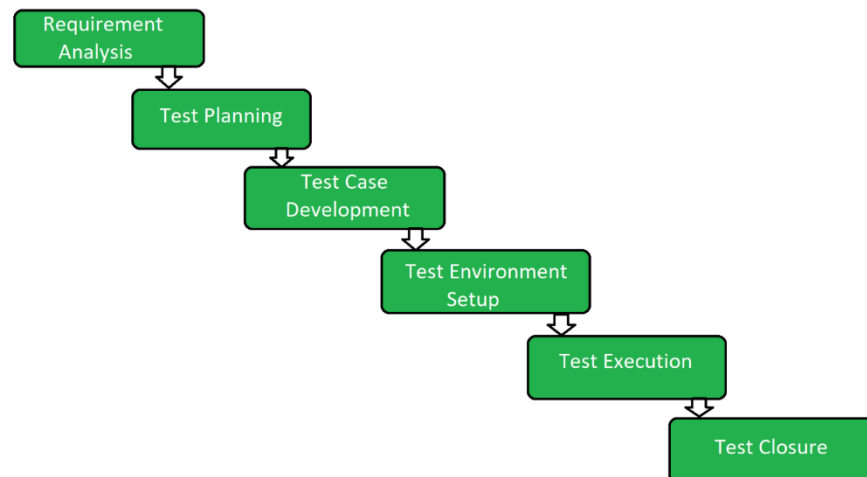 Requirement
Analysis
Test Planning
Test Case
Development
Test Environment
Setup
Test Execution
Test Closure